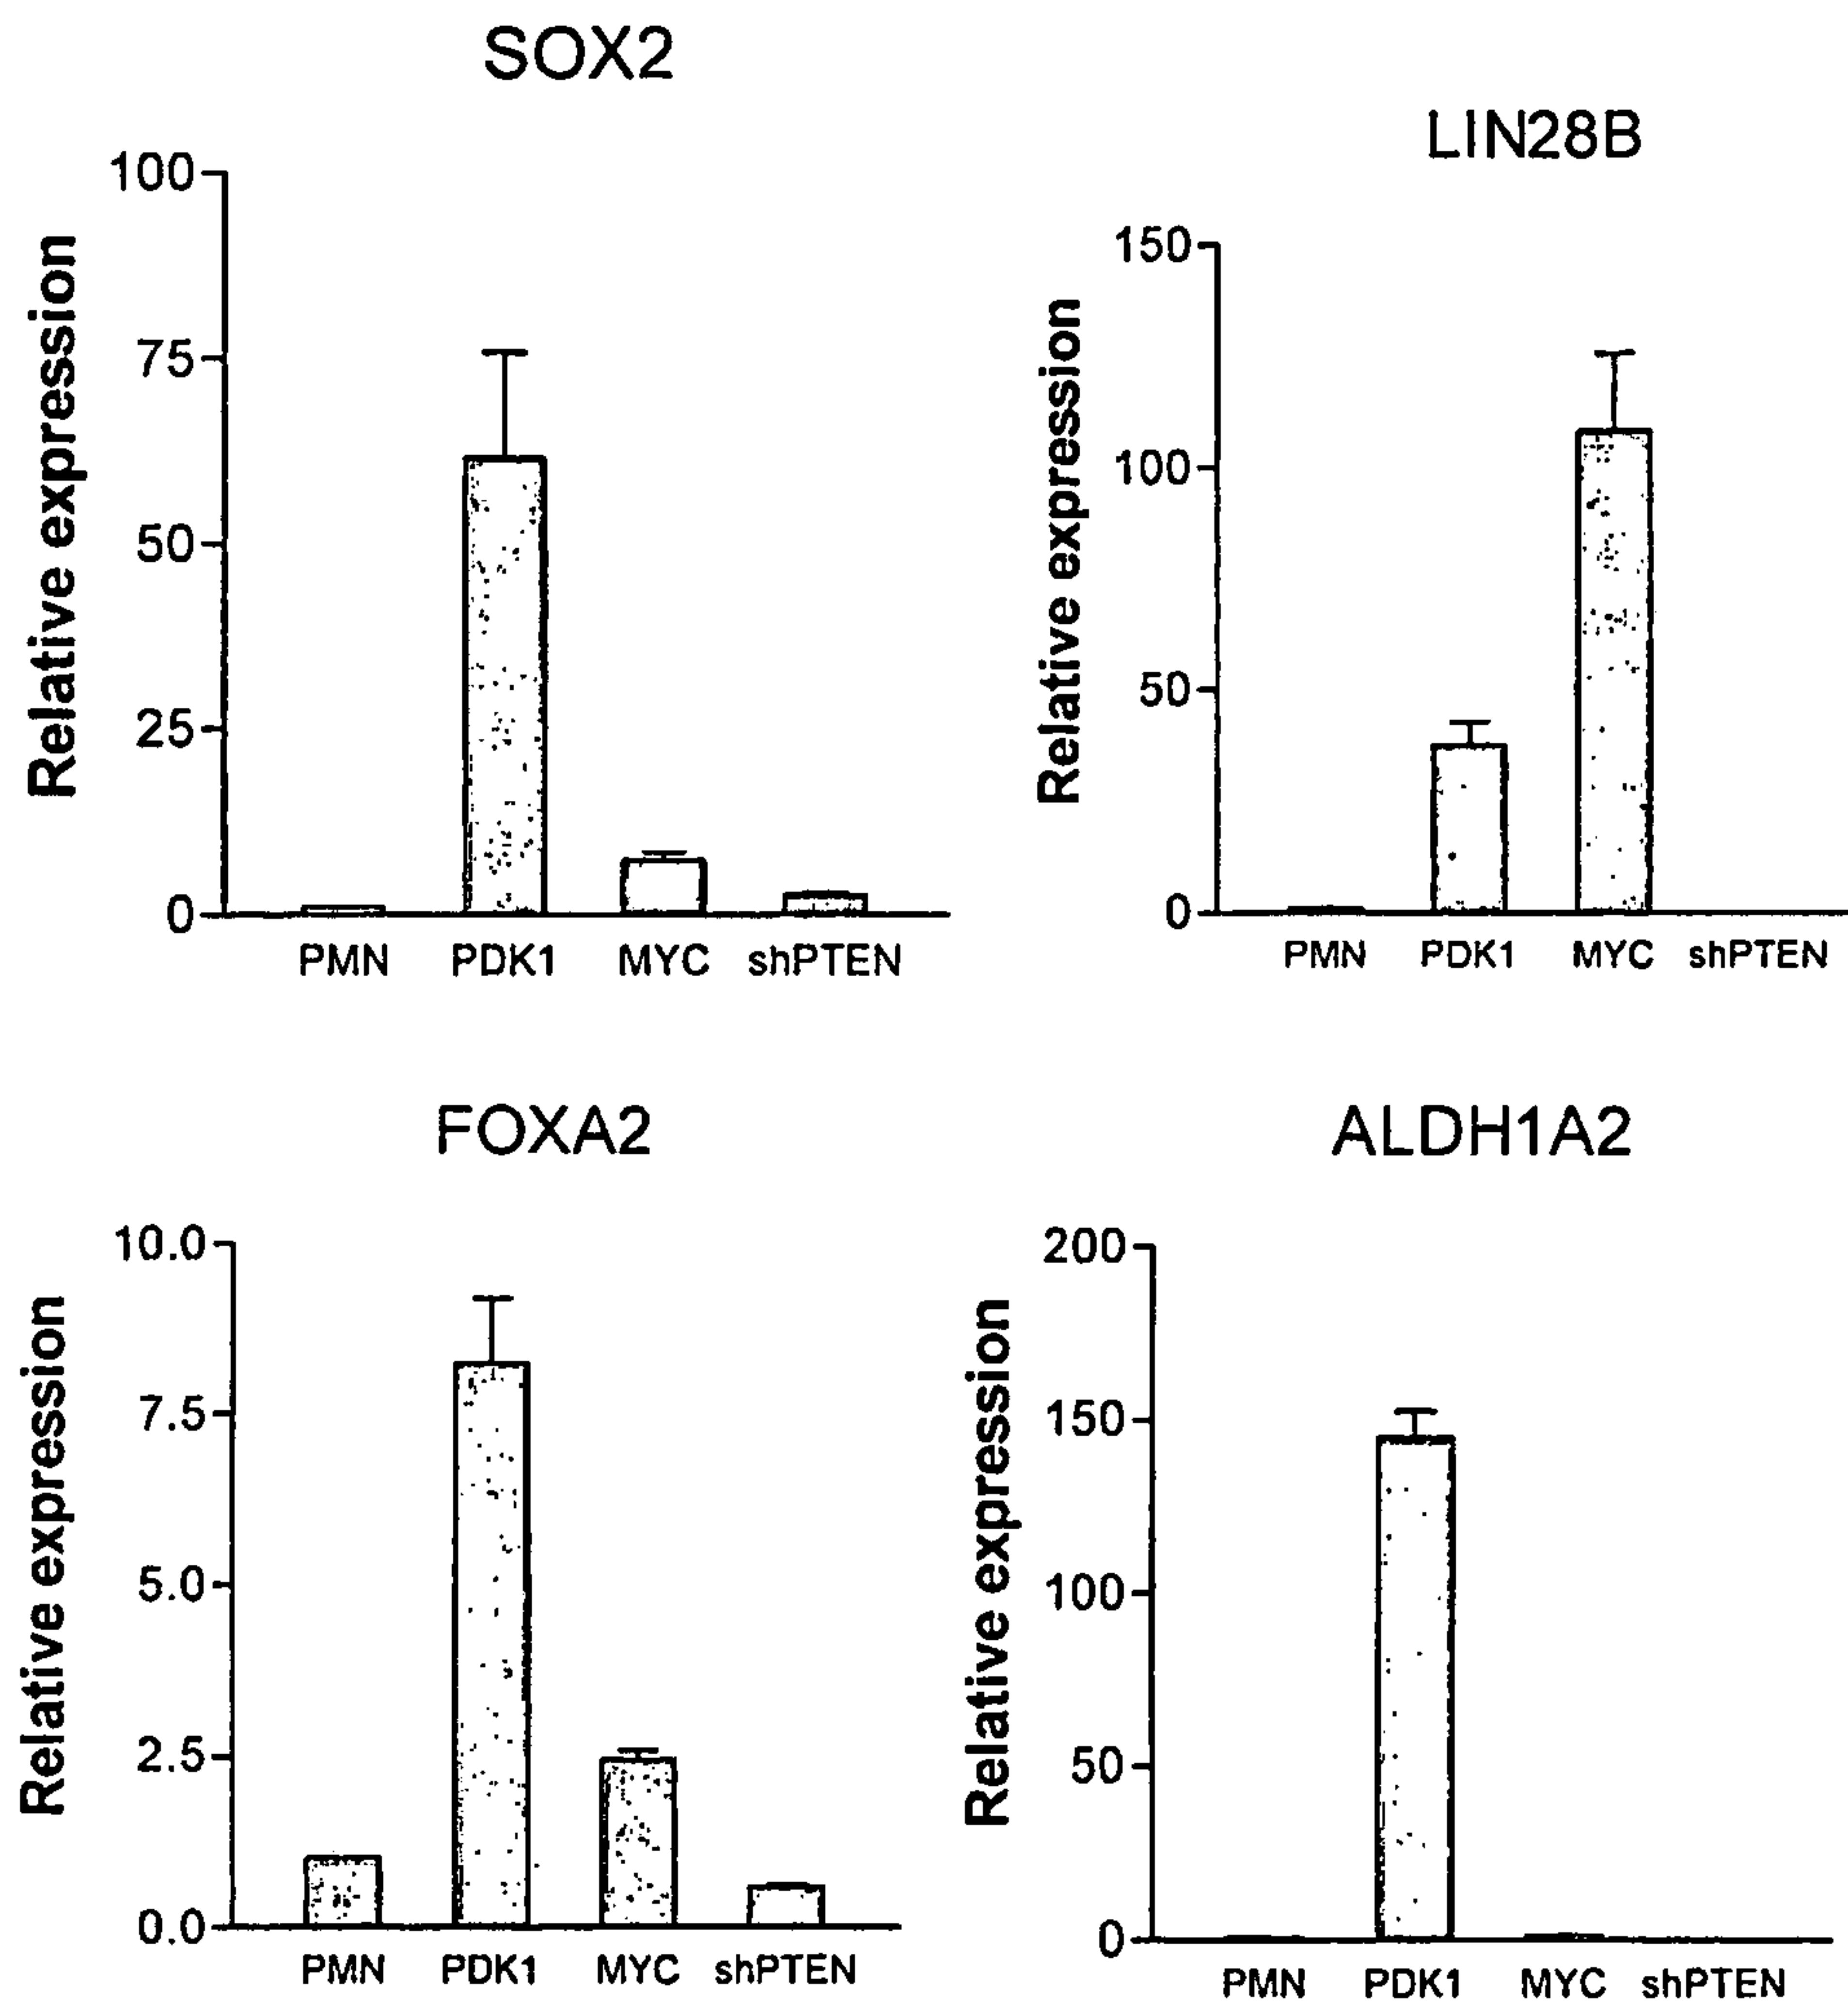 SOX2
Relative expression
100
75
50
25
0
PMN PDK1 MYC shPTEN
LIN28B
Relative expression
150
100
50
0
PMN PDK1 MYC shPTEN
FOXA2
Relative expression
10.0
7.5
5.0
2.5
0.0
PMN PDK1 MYC shPTEN
ALDH1A2
Relative expression
200
150
100
50
0
PMN PDK1 MYC shPTEN